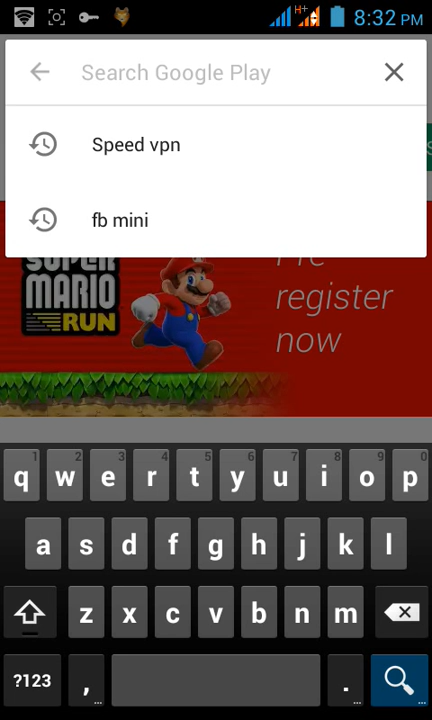 H+
8:32 PM
Search Google Play
Speed vpn
fb mini
SUPER
MARIO
RUN
Pre
register
now
1 2 3 4 5 6 7 8 9 0
q w e r t y u i o p
a s d f g h j k l
z x c v b n m
?123 , ... . ... ...